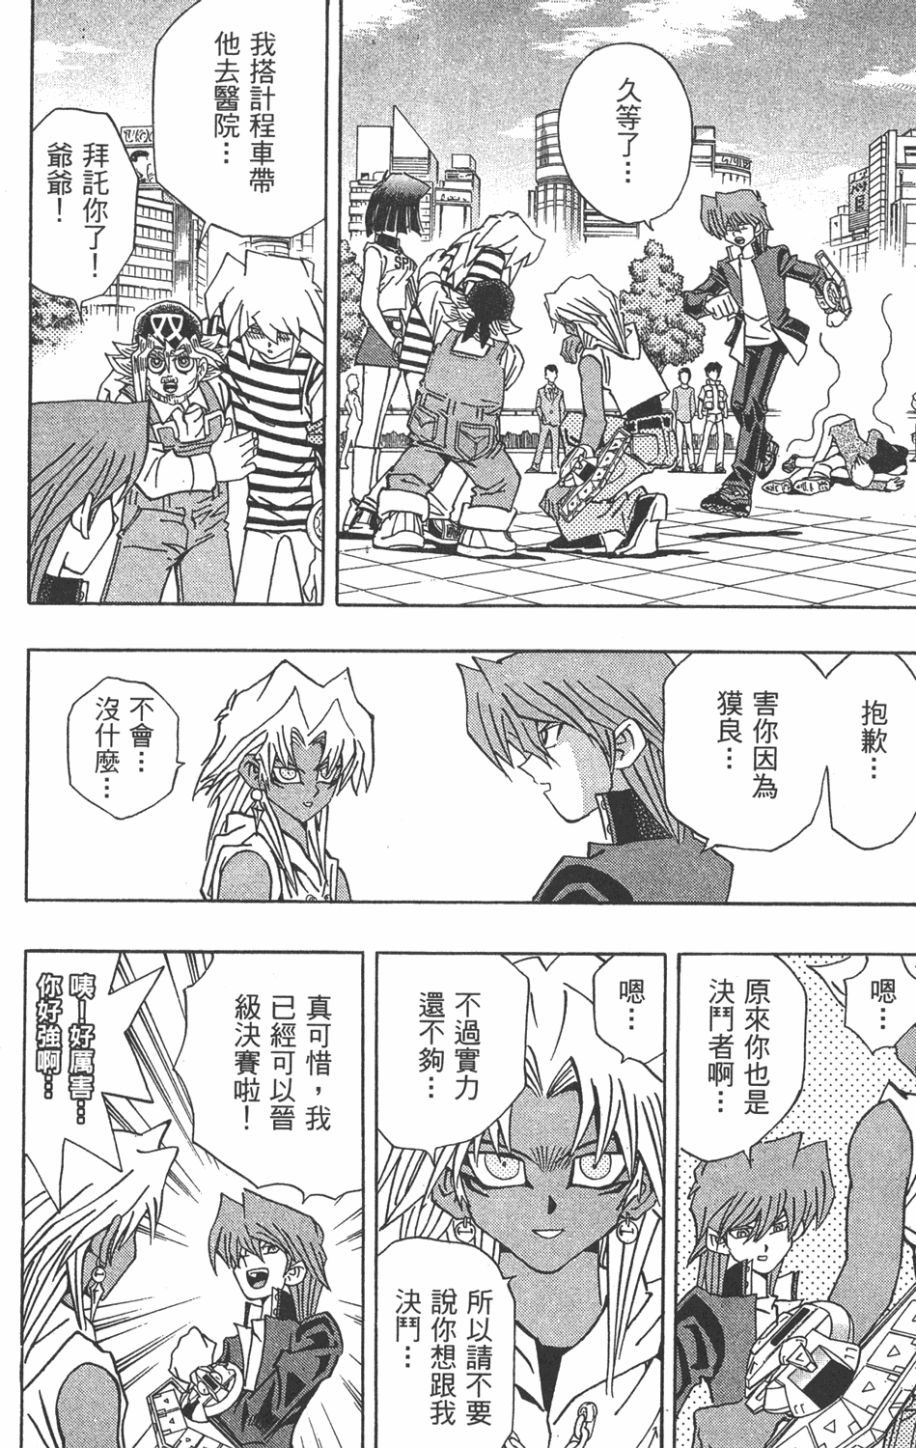 久等了…
我搭計程車帶
他去醫院…
拜託你了！
爺爺！
抱歉…
害你因為
獏良…
不會…
沒什麼…
嗯…
原來你也是
決鬥者啊…
嗯…
不過實力
還不夠…
所以請不要
說你想跟我
決鬥…
真可惜，我
已經可以晉
級決賽啦！
咦！好厲害…
你好強啊…